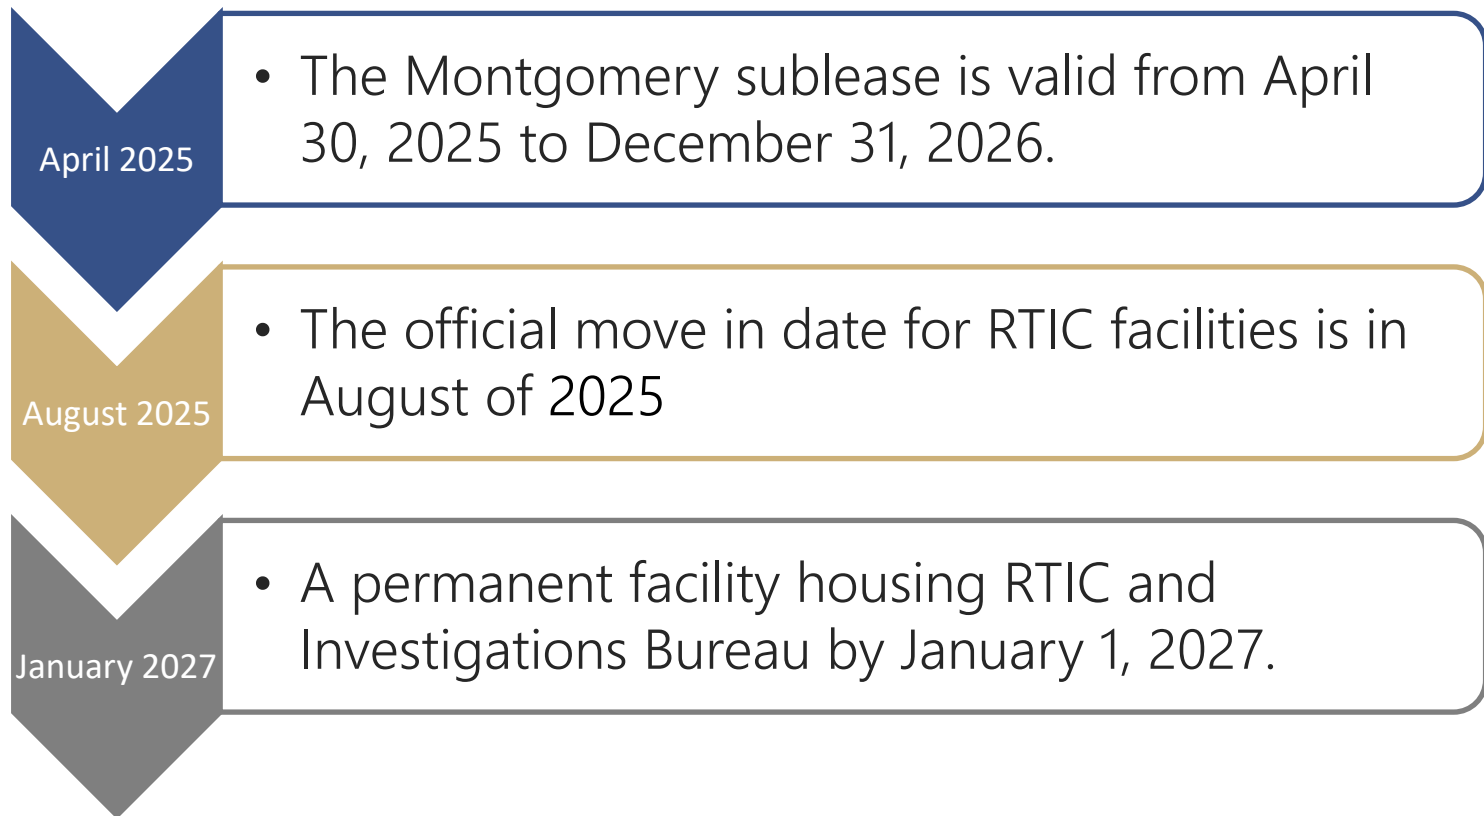 April 2025
• The Montgomery sublease is valid from April
30, 2025 to December 31, 2026.
August 2025
• The official move in date for RTIC facilities is in
August of 2025
January 2027
• A permanent facility housing RTIC and
Investigations Bureau by January 1, 2027.